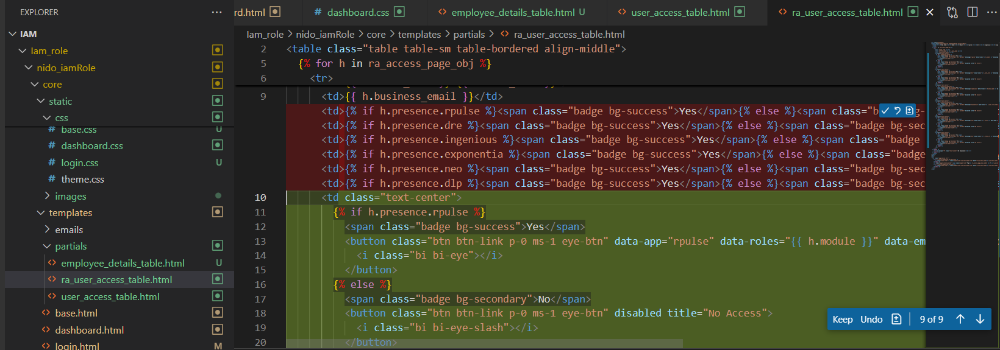 EXPLORER
IAM
Iam_role
nido_iamRole
core
static
css
base.css U
dashboard.css
login.css U
theme.css
images
templates
emails
partials
employee_details_table.html U
ra_user_access_table.html
user_access_table.html
base.html
dashboard.html
login.html M
rd.html
# dashboard.css
<> employee_details_table.html U
<> user_access_table.html
<> ra_user_access_table.html
Iam_role > nido_iamRole > core > templates > partials > <> ra_user_access_table.html
2 <table class="table table-sm table-bordered align-middle">
5 {% for h in ra_access_page_obj %}
6 <tr>
9 <td>{{ h.business_email }}</td>
<td>{% if h.presence.rpulse %}<span class="badge bg-success">Yes</span>{% else %}<span class="b
<td>{% if h.presence.dre %}<span class="badge bg-success">Yes</span>{% else %}<span class="badge bg-sec
<td>{% if h.presence.ingenious %}<span class="badge bg-success">Yes</span>{% else %}<span class="badge
<td>{% if h.presence.exponentia %}<span class="badge bg-success">Yes</span>{% else %}<span class="badge
<td>{% if h.presence.neo %}<span class="badge bg-success">Yes</span>{% else %}<span class="badge bg-sec
<td>{% if h.presence.dlp %}<span class="badge bg-success">Yes</span>{% else %}<span class="badge bg-sec
10 <td class="text-center">
11 {% if h.presence.rpulse %}
12 <span class="badge bg-success">Yes</span>
13 <button class="btn btn-link p-0 ms-1 eye-btn" data-app="rpulse" data-roles="{{ h.module }}" data-em
14 <i class="bi bi-eye"></i>
15 </button>
16 {% else %}
17 <span class="badge bg-secondary">No</span>
18 <button class="btn btn-link p-0 ms-1 eye-btn" disabled title="No Access">
19 <i class="bi bi-eye-slash"></i>
20 </button>
Keep Undo 9 of 9